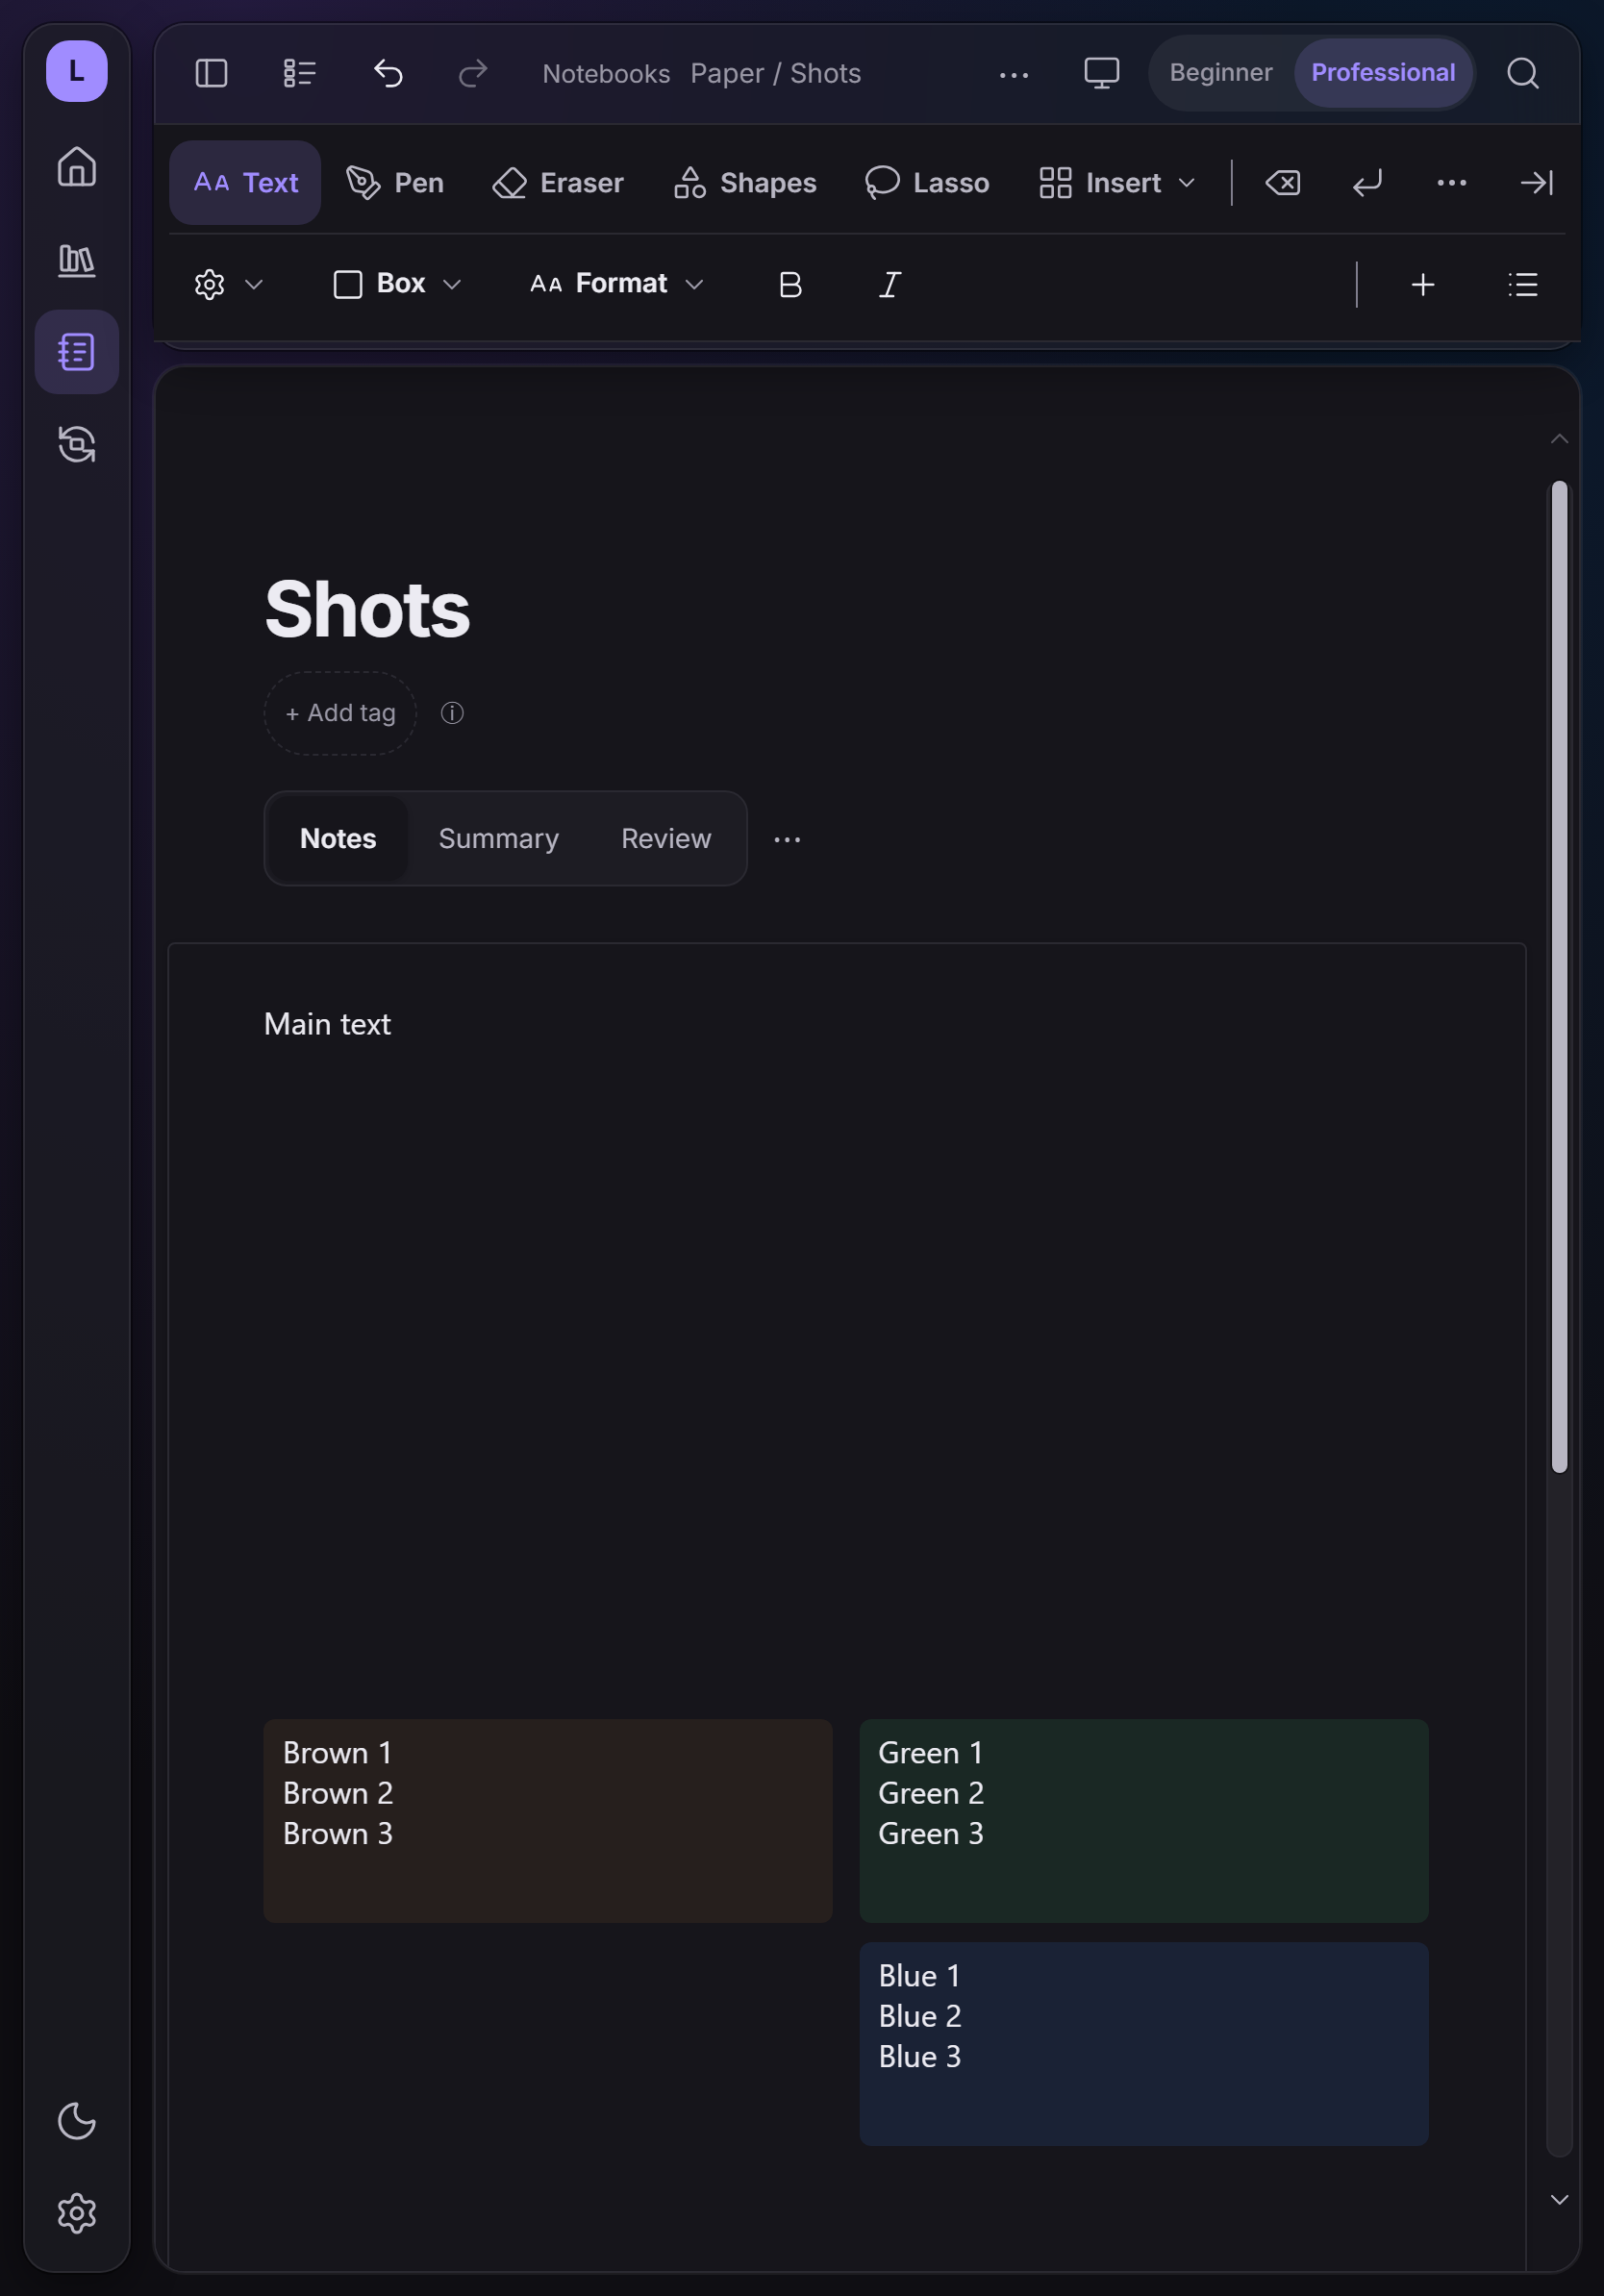 L
Notebooks Paper / Shots
Beginner Professional
Text Pen Eraser Shapes Lasso Insert
Box Format B I
Shots
+ Add tag
Notes Summary Review
Main text
Brown 1
Brown 2
Brown 3
Green 1
Green 2
Green 3
Blue 1
Blue 2
Blue 3